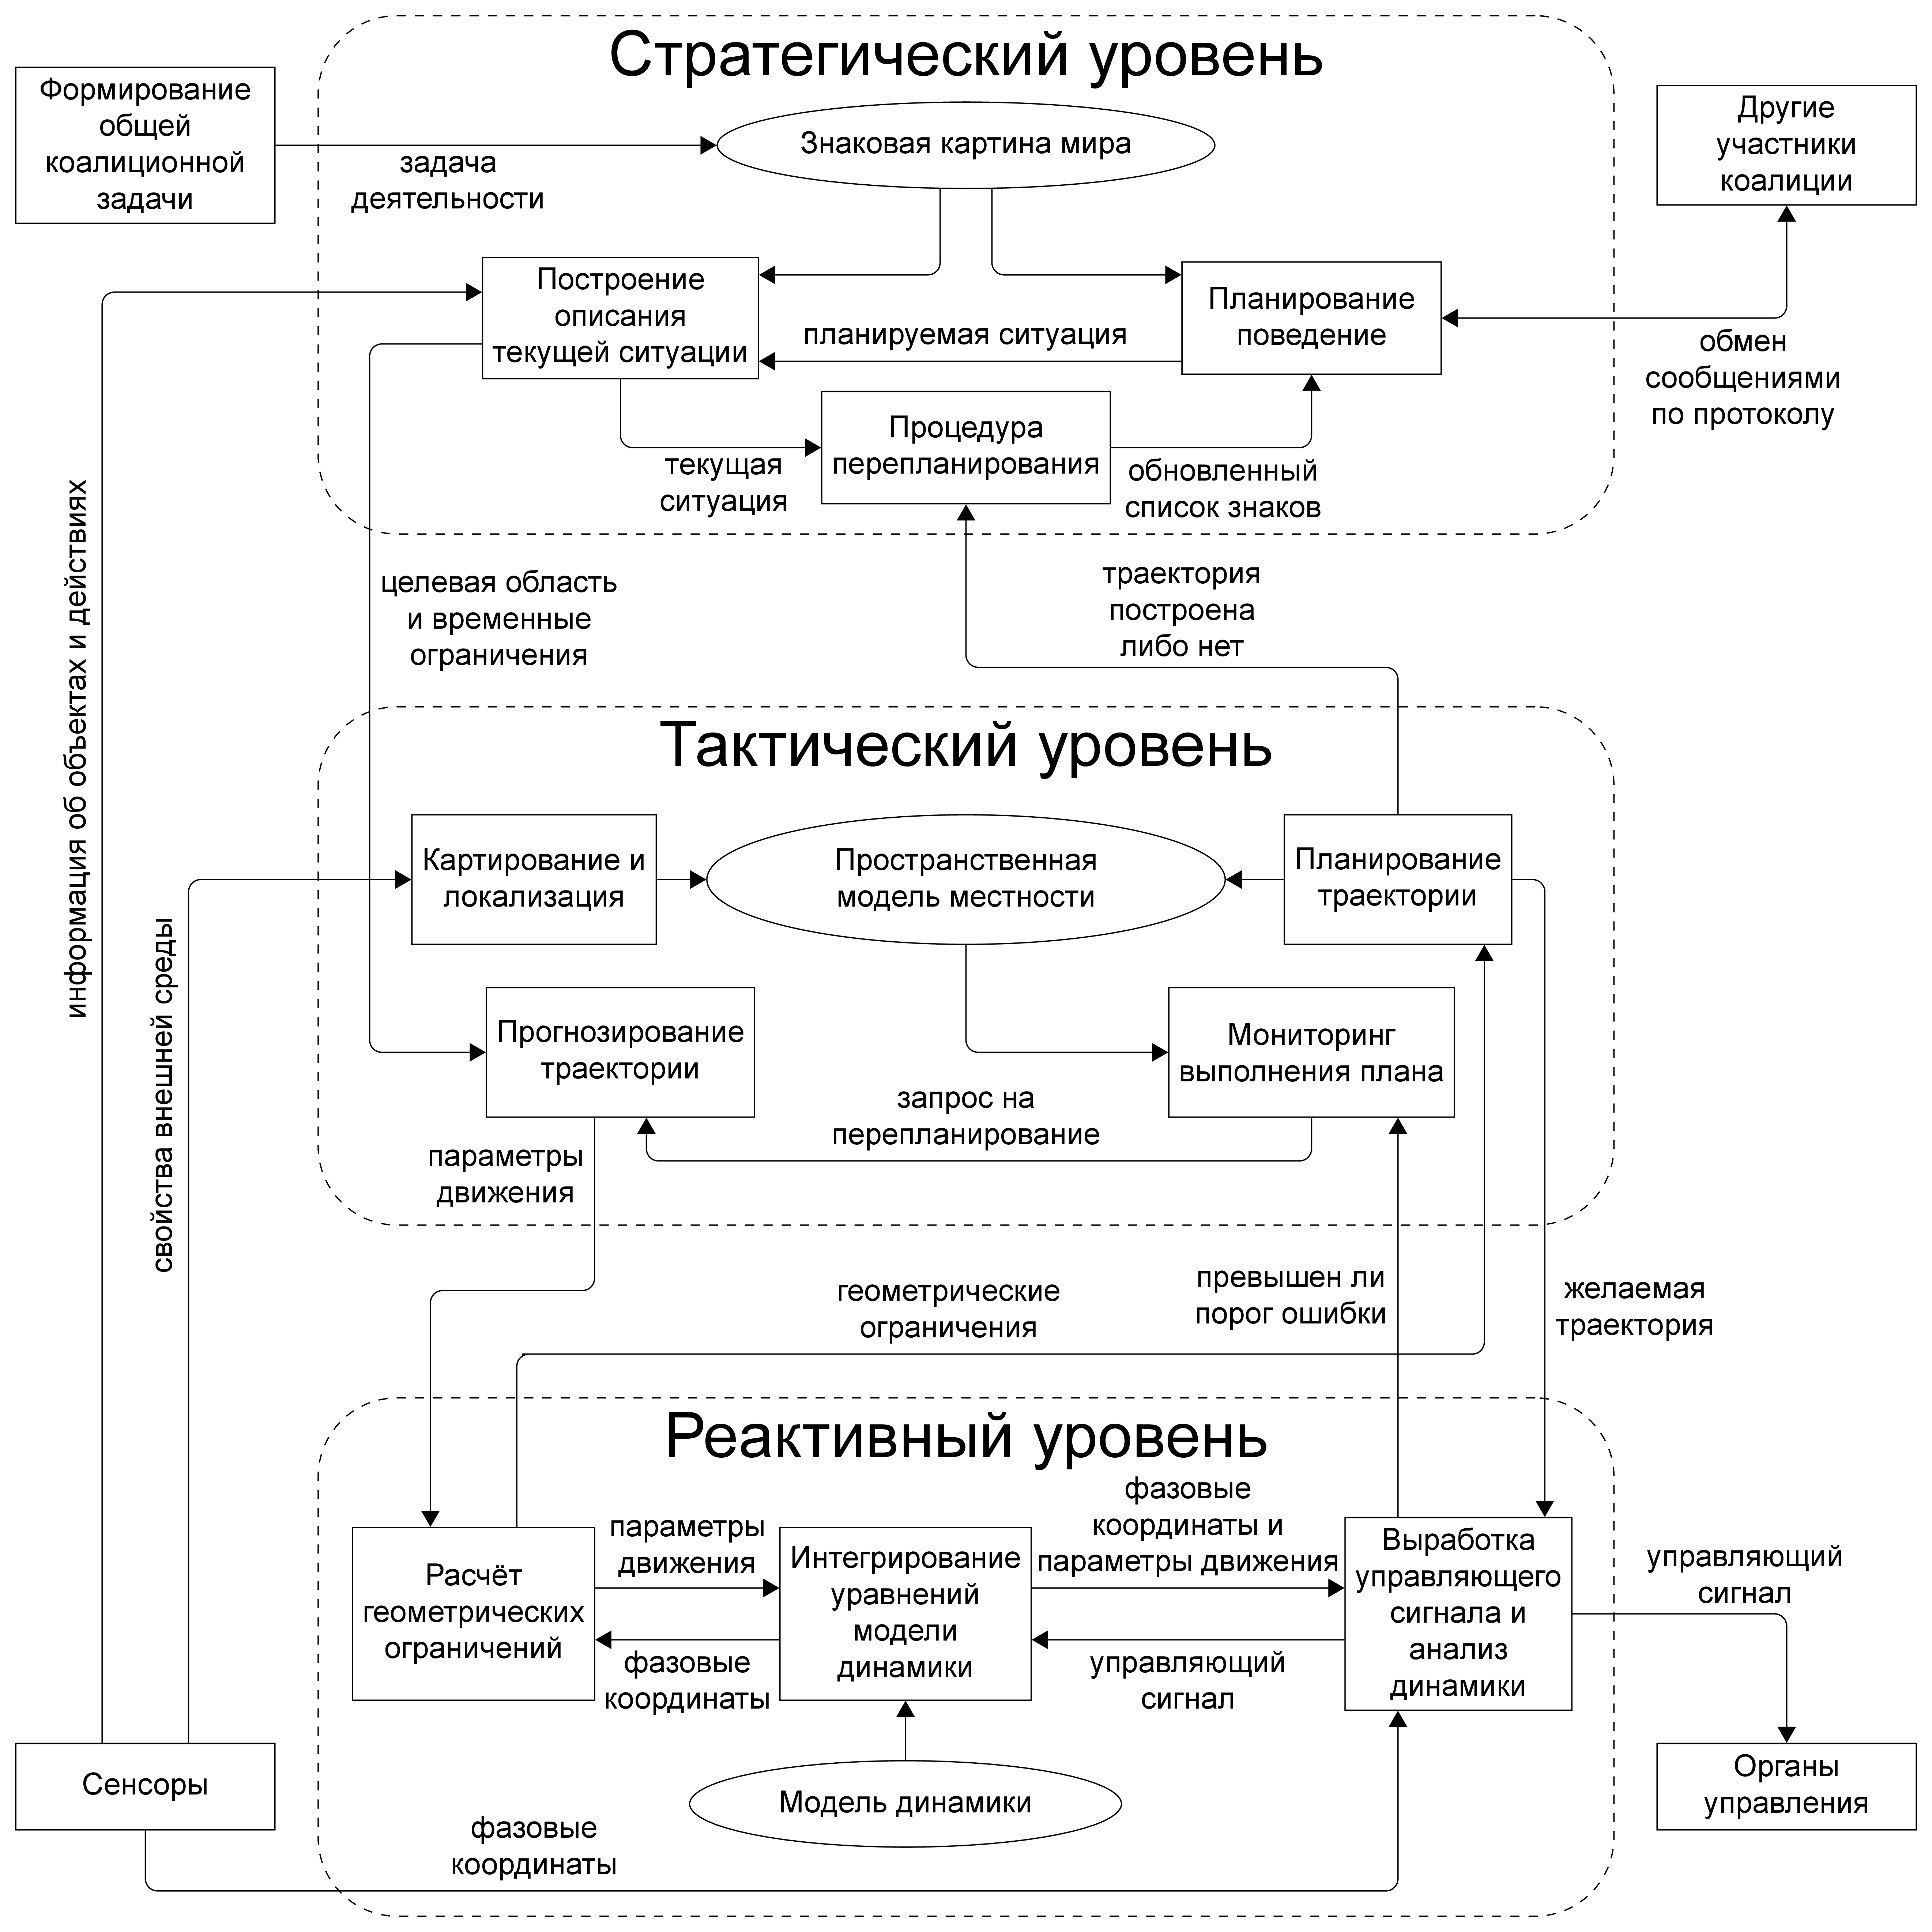 Стратегический уровень
Формирование
общей
коалиционной
задачи
задача
деятельности
Знаковая картина мира
Другие
участники
коалиции
Построение
описания
текущей ситуации
планируемая ситуация
Планирование
поведение
обмен
сообщениями
по протоколу
текущая
ситуация
Процедура
перепланирования
обновленный
список знаков
информация об объектах и действиях
целевая область
и временные
ограничения
траектория
построена
либо нет
Тактический уровень
Картирование и
локализация
Пространственная
модель местности
Планирование
траектории
свойства внешней среды
Прогнозирование
траектории
Мониторинг
выполнения плана
запрос на
перепланирование
параметры
движения
геометрические
ограничения
превышен ли
порог ошибки
желаемая
траектория
Реактивный уровень
Расчёт
геометрических
ограничений
параметры
движения
фазовые
координаты
Интегрирование
уравнений
модели
динамики
фазовые
координаты и
параметры движения
управляющий
сигнал
Выработка
управляющего
сигнала и
анализ
динамики
управляющий
сигнал
Сенсоры
Модель динамики
Органы
управления
фазовые
координаты